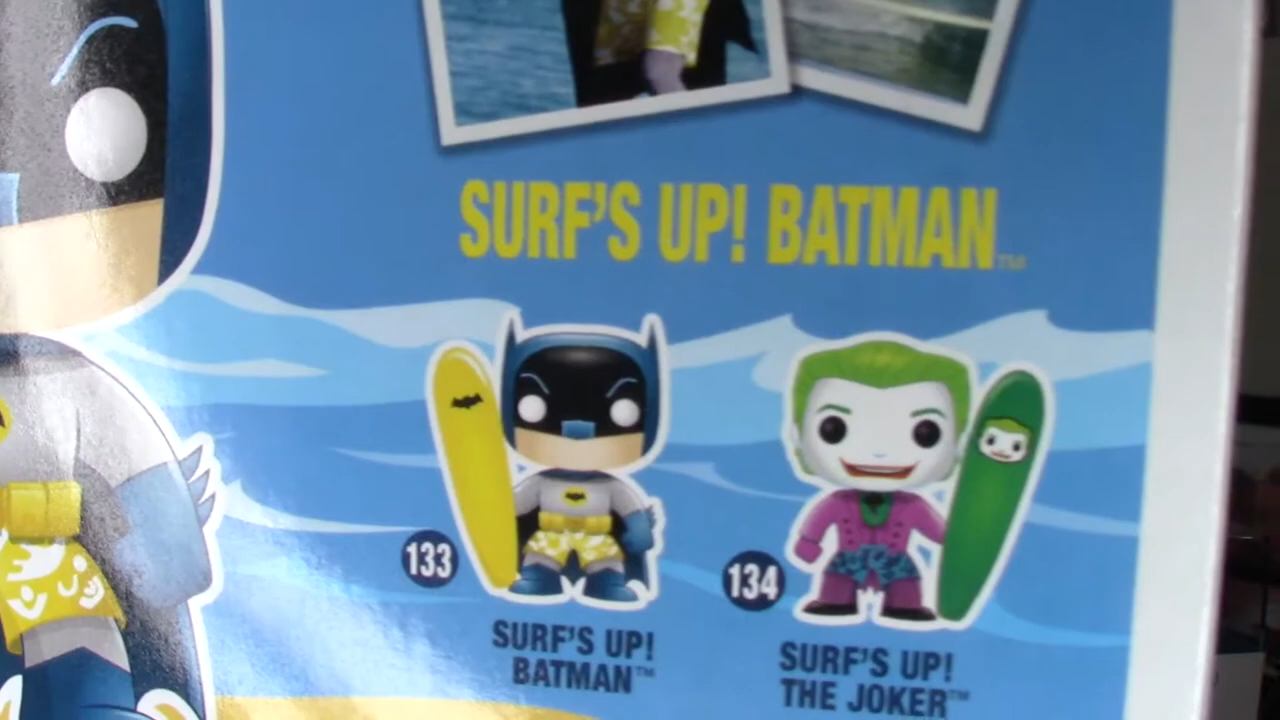 SURF'S UP! BATMAN™
133
SURF'S UP!
BATMAN™
134
SURF'S UP!
THE JOKER™